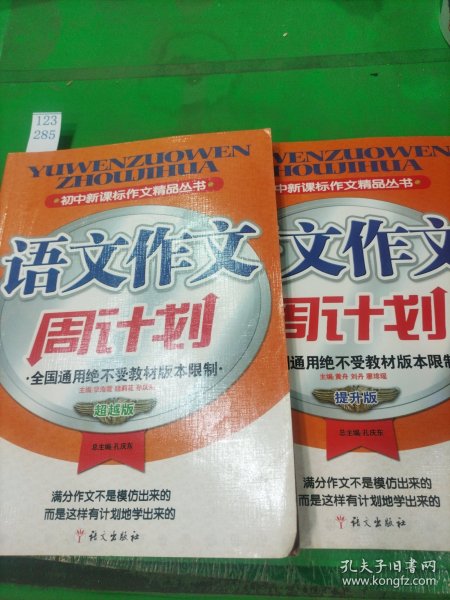 123
285
YUWENZUOWEN
ZHOUJIHUA
初中新课标作文精品丛书
语文作文
周计划
·全国通用绝不受教材版本限制·
超越版
总主编·孔庆东
满分作文不是模仿出来的
而是这样有计划地学出来的
语文出版社
VENZUOWEN
OUJIHUA
中新课标作文精品丛书
文作文
周计划
通用绝不受教材版本限制
主编·黄丹 刘丹
提升版
总主编·孔庆东
满分作文不是模仿出来的
而是这样有计划地学出来的
语文出版社
孔夫子旧书网
www.kongfz.com